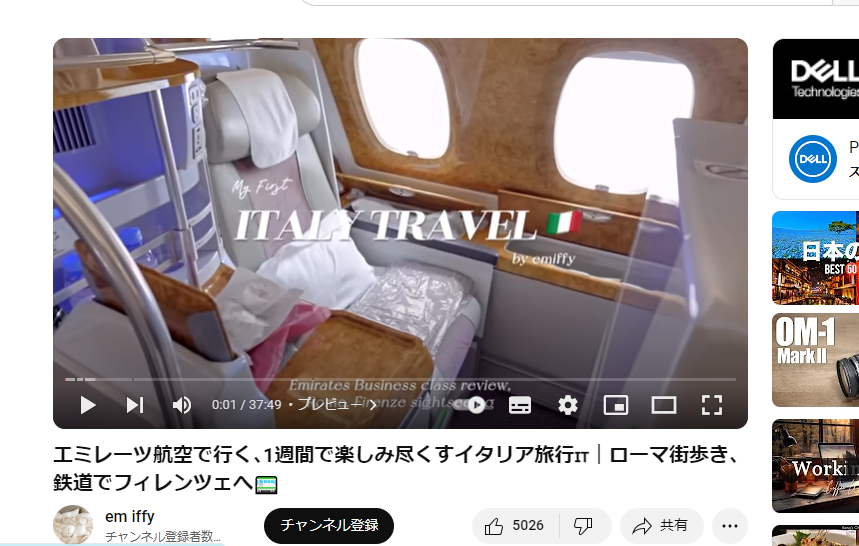 My First
ITALY TRAVEL
by emiffy
Emirates Business class review,
Firenze sightseeing
0:01 / 37:49 • プレビュー
エミレーツ航空で行く､1週間で楽しみ尽くすイタリア旅行𝝅｜ローマ街歩き、
鉄道でフィレンツェへ
em iffy
チャンネル登録者数…
チャンネル登録
5026
共有
DELL
Technologies
DELL
P
ス
日本の
BEST 50
OM-1
Mark II
Workin